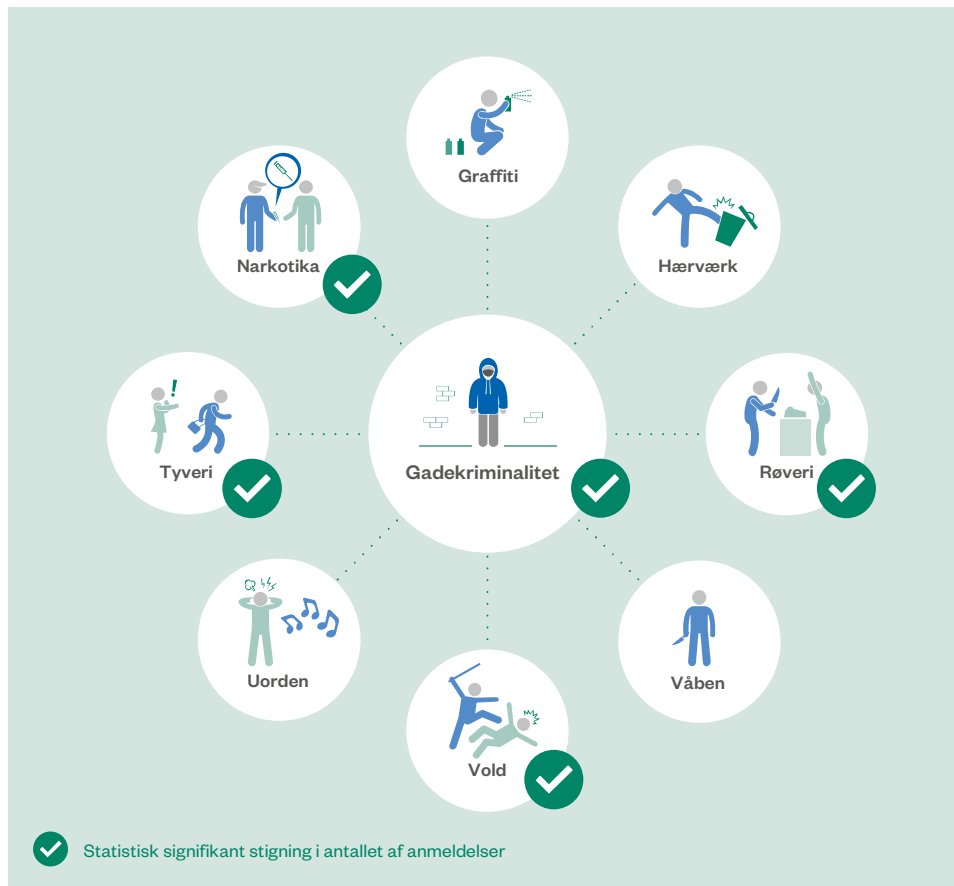 Graffiti
Narkotika
Hærværk
Tyveri
Gadekriminalitet
Røveri
Uorden
Våben
Vold
Statistisk signifikant stigning i antallet af anmeldelser